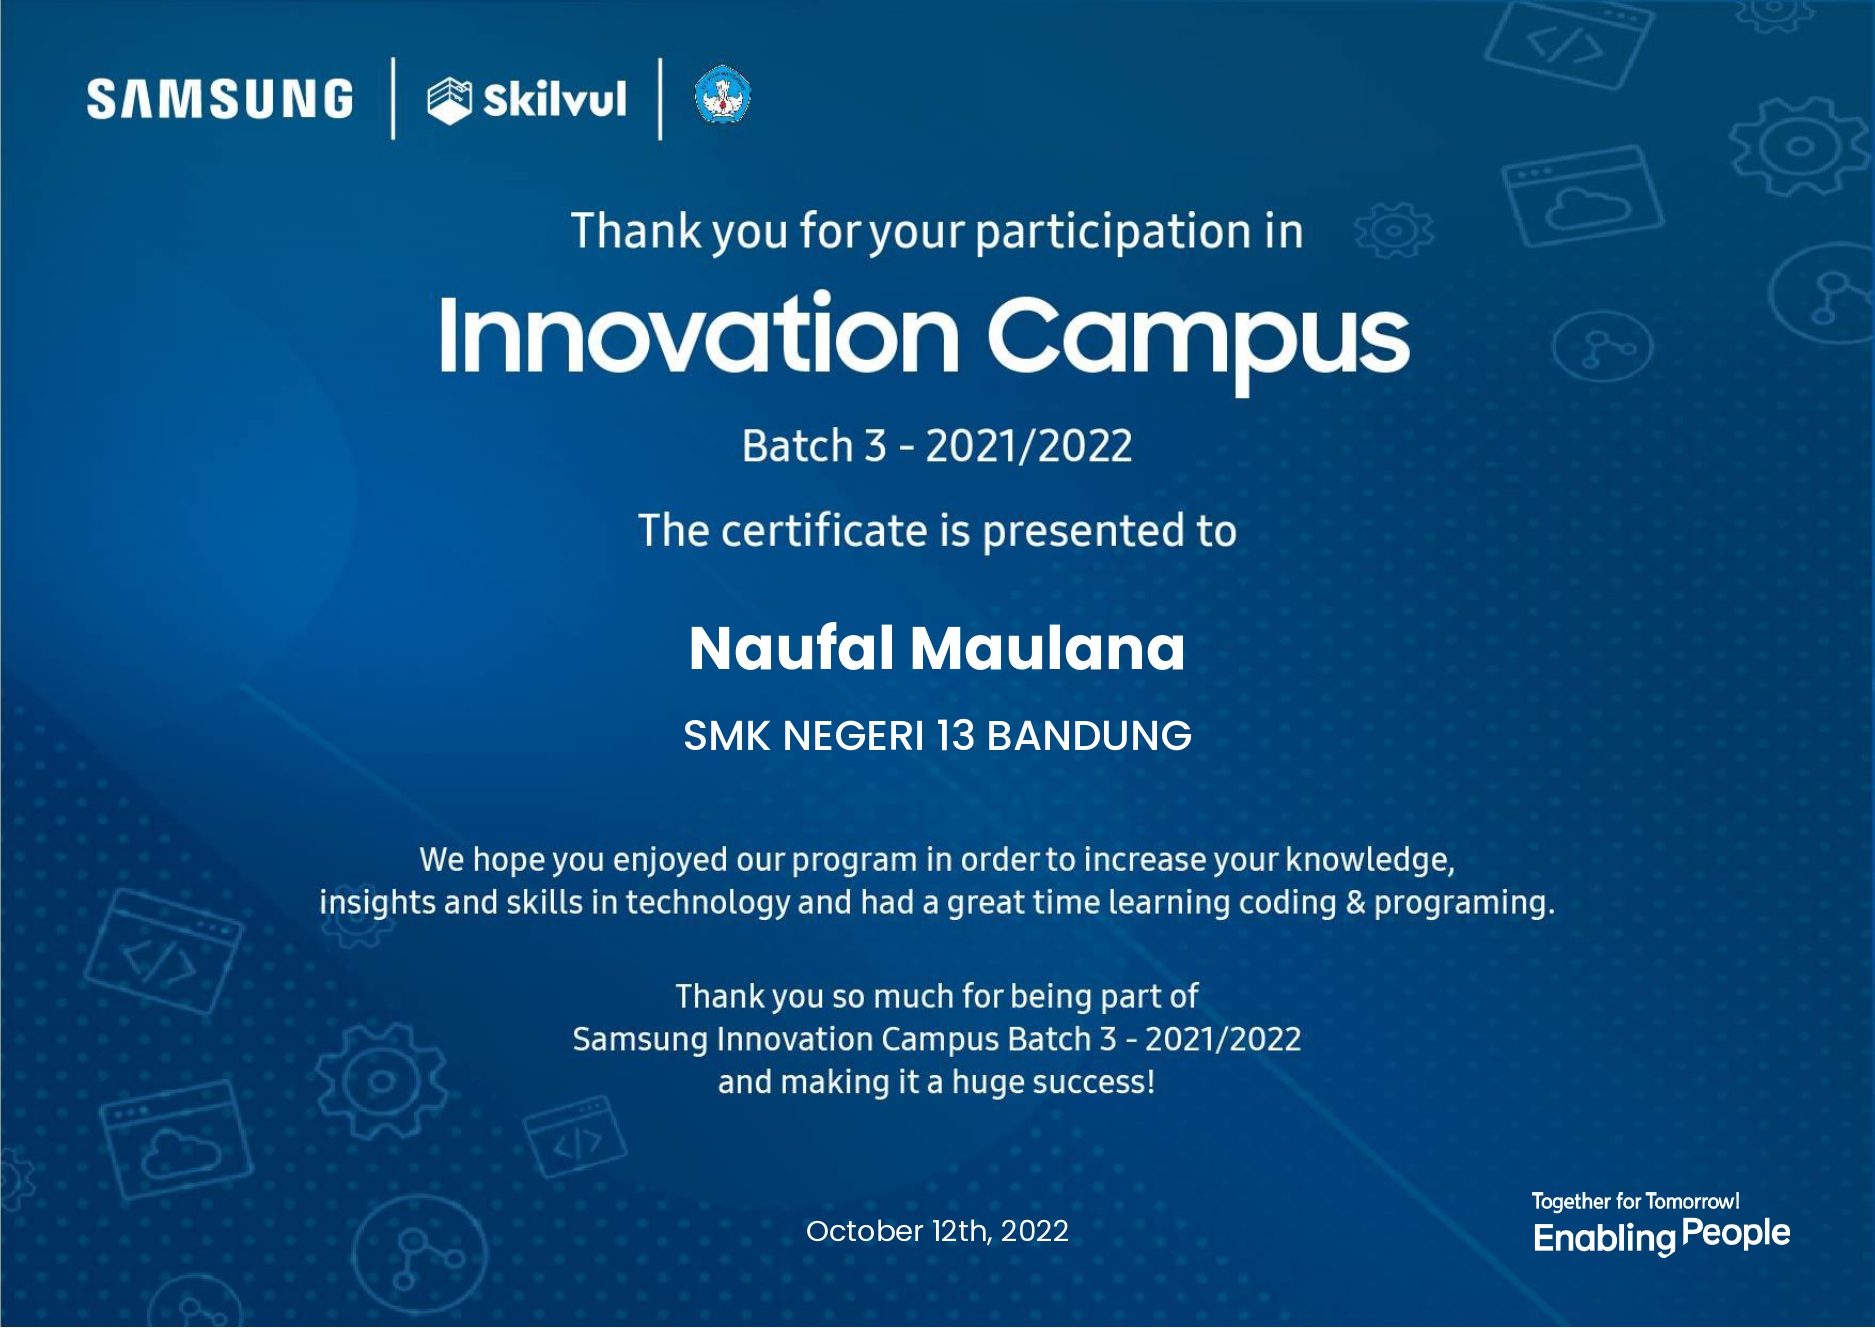 SAMSUNG
Skilvul
Thank you for your participation in
Innovation Campus
Batch 3 - 2021/2022
The certificate is presented to
Naufal Maulana
SMK NEGERI 13 BANDUNG
We hope you enjoyed our program in order to increase your knowledge,
insights and skills in technology and had a great time learning coding & programing.
Thank you so much for being part of
Samsung Innovation Campus Batch 3 - 2021/2022
and making it a huge success!
October 12th, 2022
Together for Tomorrow!
Enabling People